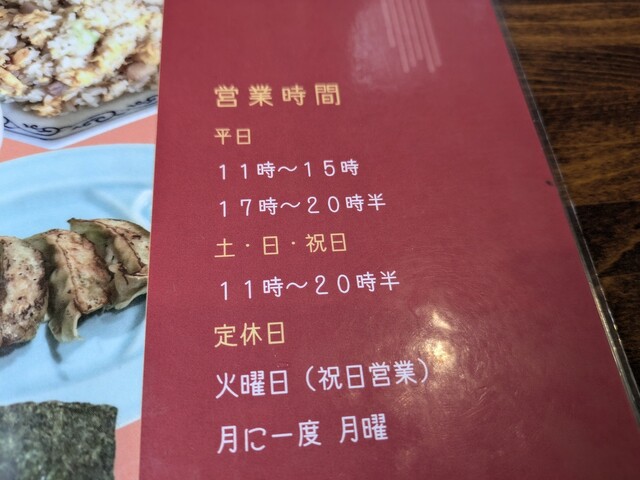 営業時間
平日
１１時～１５時
１７時～２０時半
土・日・祝日
１１時～２０時半
定休日
火曜日（祝日営業）
月に一度 月曜